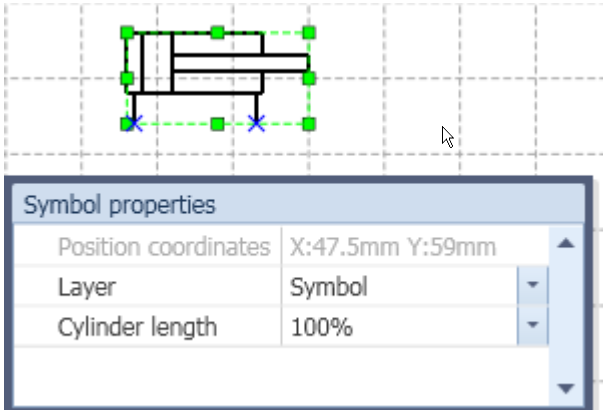 Symbol properties
Position coordinates X:47.5mm Y:59mm
Layer Symbol
Cylinder length 100%